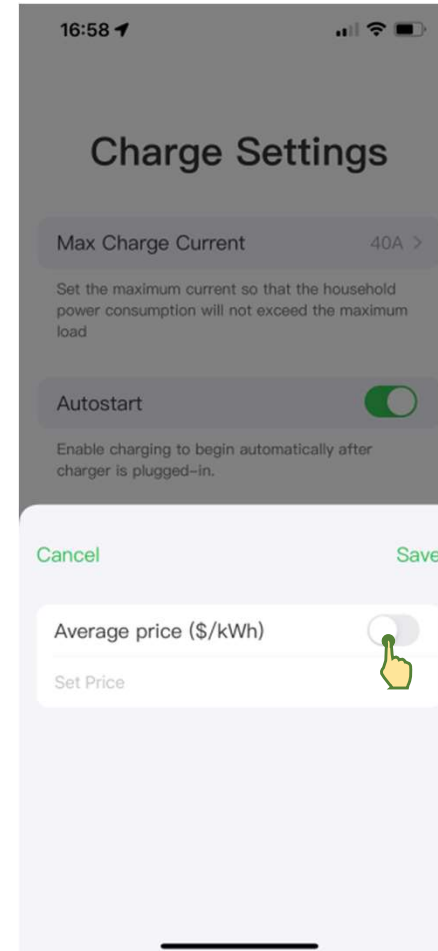 16:58
Charge Settings
Max Charge Current 40A >
Set the maximum current so that the household
power consumption will not exceed the maximum
load
Autostart
Enable charging to begin automatically after
charger is plugged-in.
Cancel Save
Average price ($/kWh)
Set Price